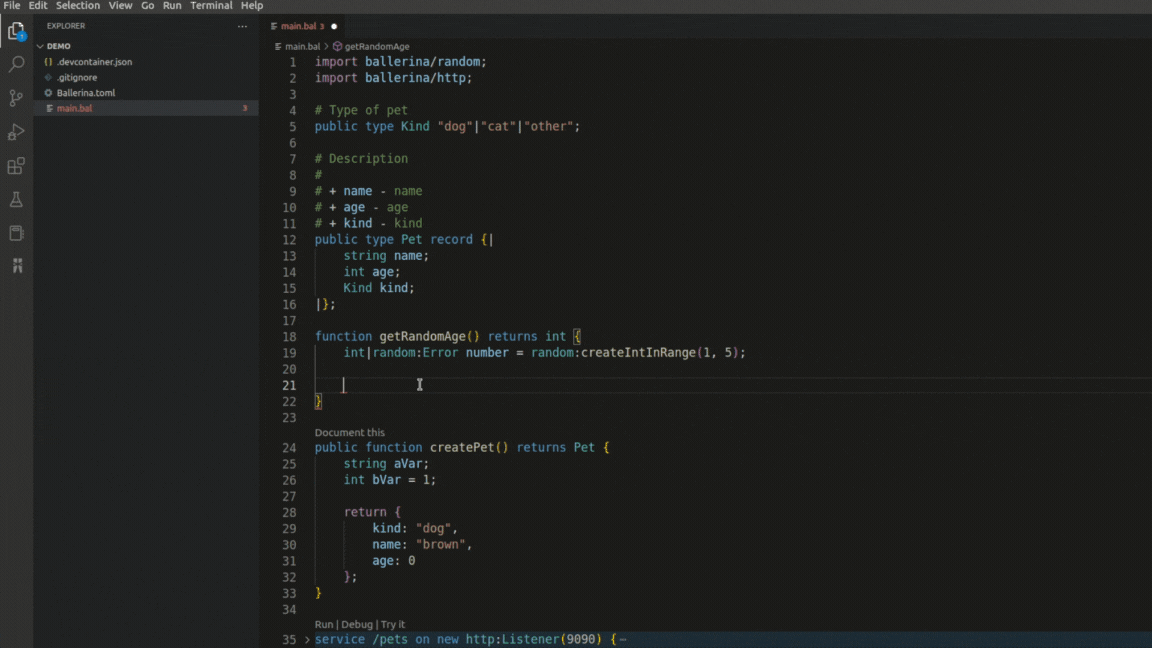 File Edit Selection View Go Run Terminal Help
EXPLORER ...
DEMO
{} .devcontainer.json
.gitignore
Ballerina.toml
main.bal 3
1
main.bal 3
main.bal > getRandomAge
1 import ballerina/random;
2 import ballerina/http;
3
4 # Type of pet
5 public type Kind "dog"|"cat"|"other";
6
7 # Description
8 #
9 # + name - name
10 # + age - age
11 # + kind - kind
12 public type Pet record {|
13 string name;
14 int age;
15 Kind kind;
16 |};
17
18 function getRandomAge() returns int {
19 int|random:Error number = random:createIntInRange(1, 5);
20
21
22 }
23
Document this
24 public function createPet() returns Pet {
25 string aVar;
26 int bVar = 1;
27
28 return {
29 kind: "dog",
30 name: "brown",
31 age: 0
32 };
33 }
34
Run | Debug | Try it
35 > service /pets on new http:Listener(9090) {